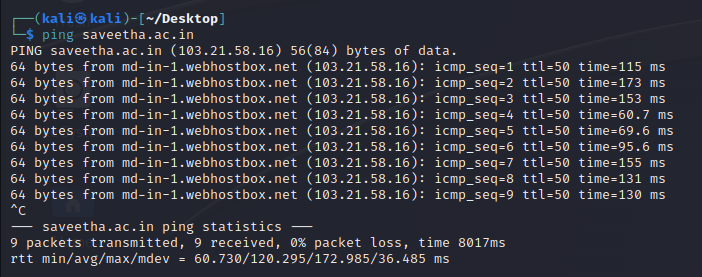 ┌──(kali㉿kali)-[~/Desktop]
└─$ ping saveetha.ac.in
PING saveetha.ac.in (103.21.58.16) 56(84) bytes of data.
64 bytes from md-in-1.webhostbox.net (103.21.58.16): icmp_seq=1 ttl=50 time=115 ms
64 bytes from md-in-1.webhostbox.net (103.21.58.16): icmp_seq=2 ttl=50 time=173 ms
64 bytes from md-in-1.webhostbox.net (103.21.58.16): icmp_seq=3 ttl=50 time=153 ms
64 bytes from md-in-1.webhostbox.net (103.21.58.16): icmp_seq=4 ttl=50 time=60.7 ms
64 bytes from md-in-1.webhostbox.net (103.21.58.16): icmp_seq=5 ttl=50 time=69.6 ms
64 bytes from md-in-1.webhostbox.net (103.21.58.16): icmp_seq=6 ttl=50 time=95.6 ms
64 bytes from md-in-1.webhostbox.net (103.21.58.16): icmp_seq=7 ttl=50 time=155 ms
64 bytes from md-in-1.webhostbox.net (103.21.58.16): icmp_seq=8 ttl=50 time=131 ms
64 bytes from md-in-1.webhostbox.net (103.21.58.16): icmp_seq=9 ttl=50 time=130 ms
^C
--- saveetha.ac.in ping statistics ---
9 packets transmitted, 9 received, 0% packet loss, time 8017ms
rtt min/avg/max/mdev = 60.730/120.295/172.985/36.485 ms